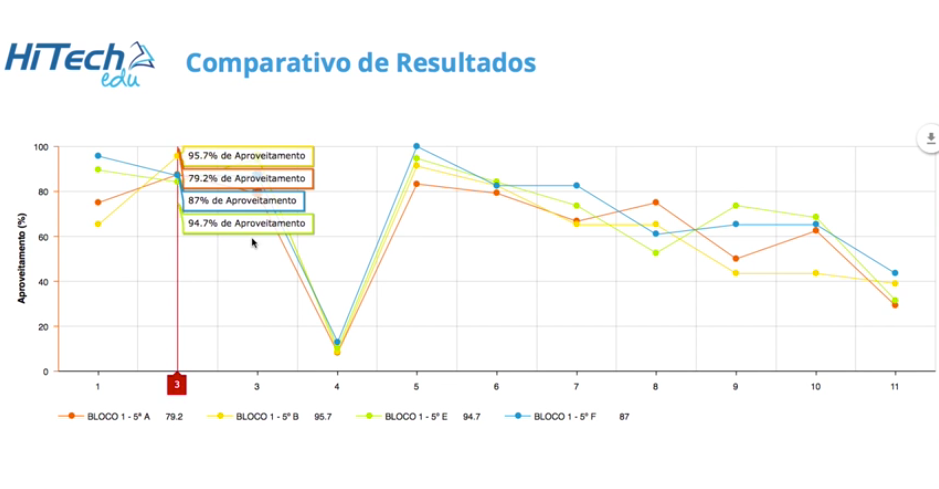 HiTech
edu
Comparativo de Resultados
Aproveitamento (%)
100
80
60
40
20
0
95.7% de Aproveitamento
79.2% de Aproveitamento
87% de Aproveitamento
94.7% de Aproveitamento
1 3 3 4 5 6 7 8 9 10 11
BLOCO 1 - 5º A 79.2 BLOCO 1 - 5º B 95.7 BLOCO 1 - 5º E 94.7 BLOCO 1 - 5º F 87